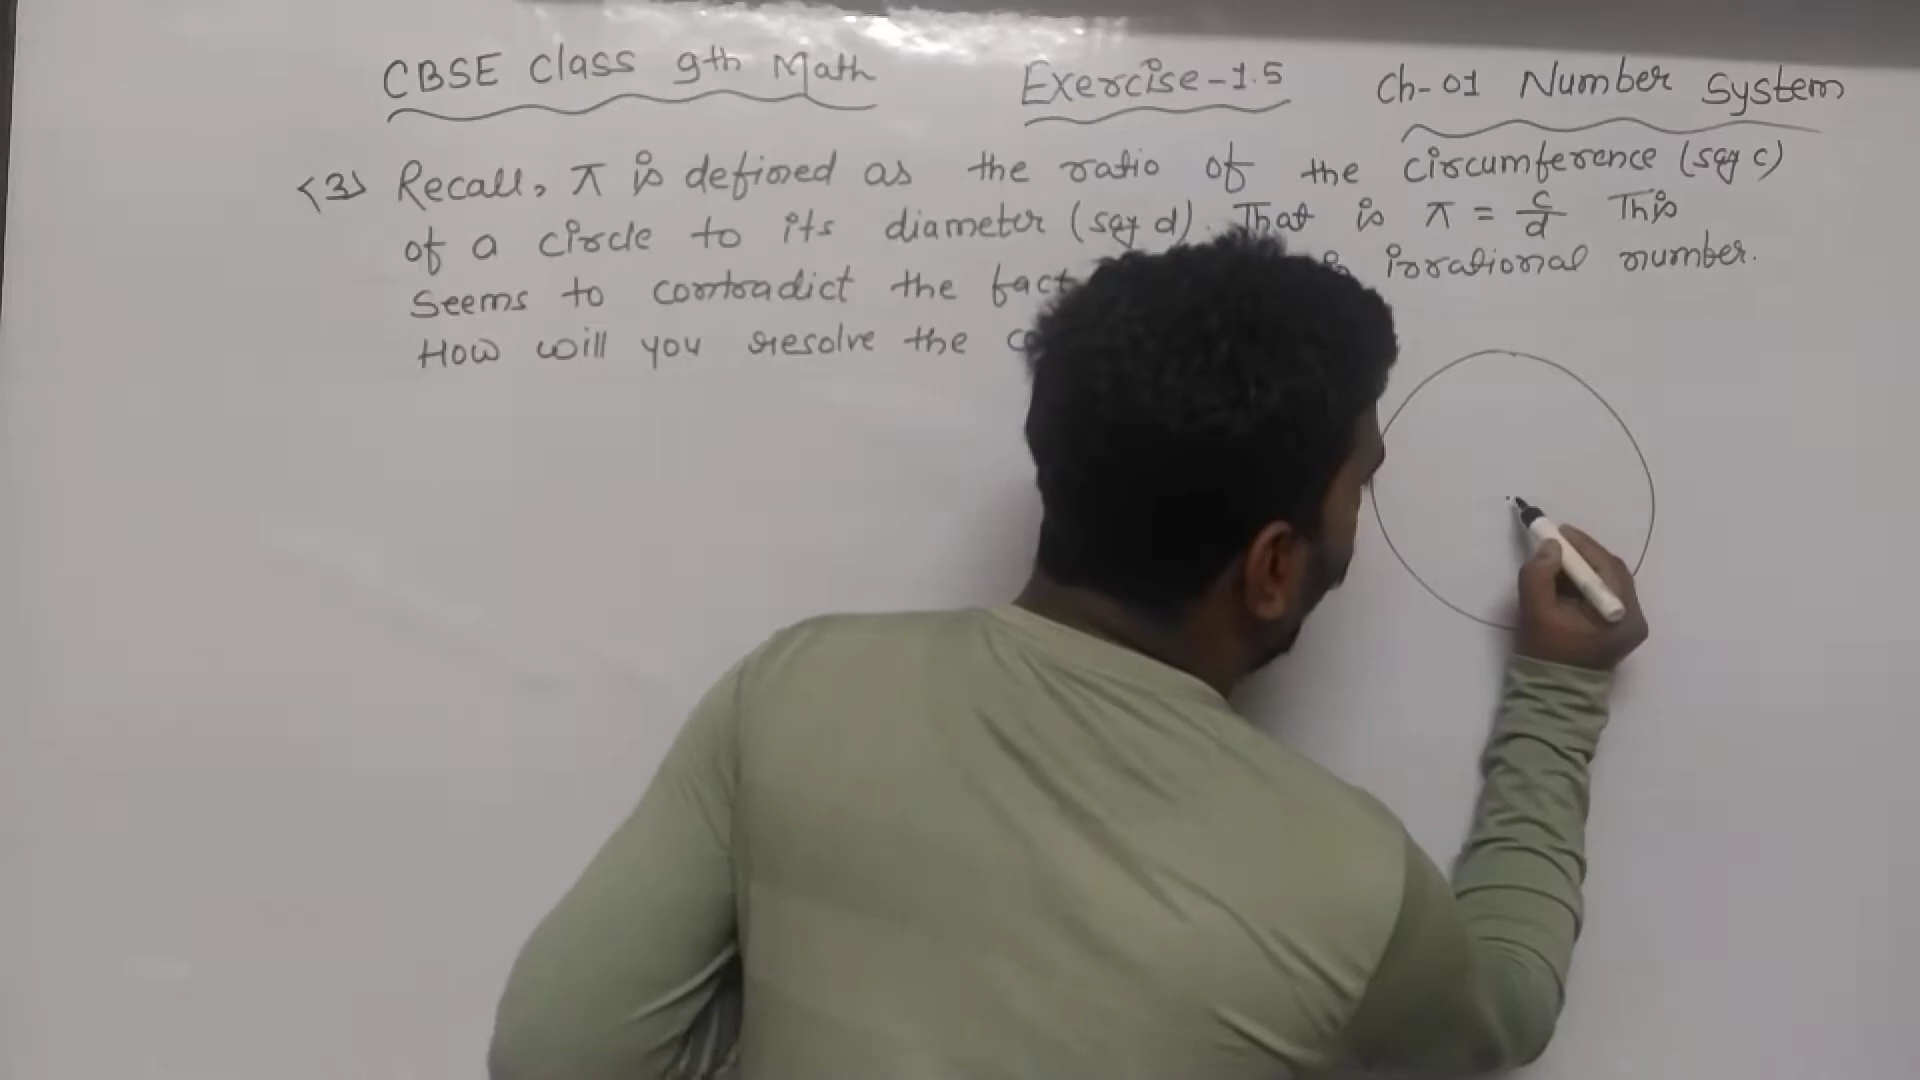 CBSE Class 9th Math Exercise-1.5 Ch-01 Number System
(3) Recall, π is defined as the ratio of the circumference (say c)
of a circle to its diameter (say d). That is π = c/d This
Seems to contradict the fact irrational number.
How will you resolve the